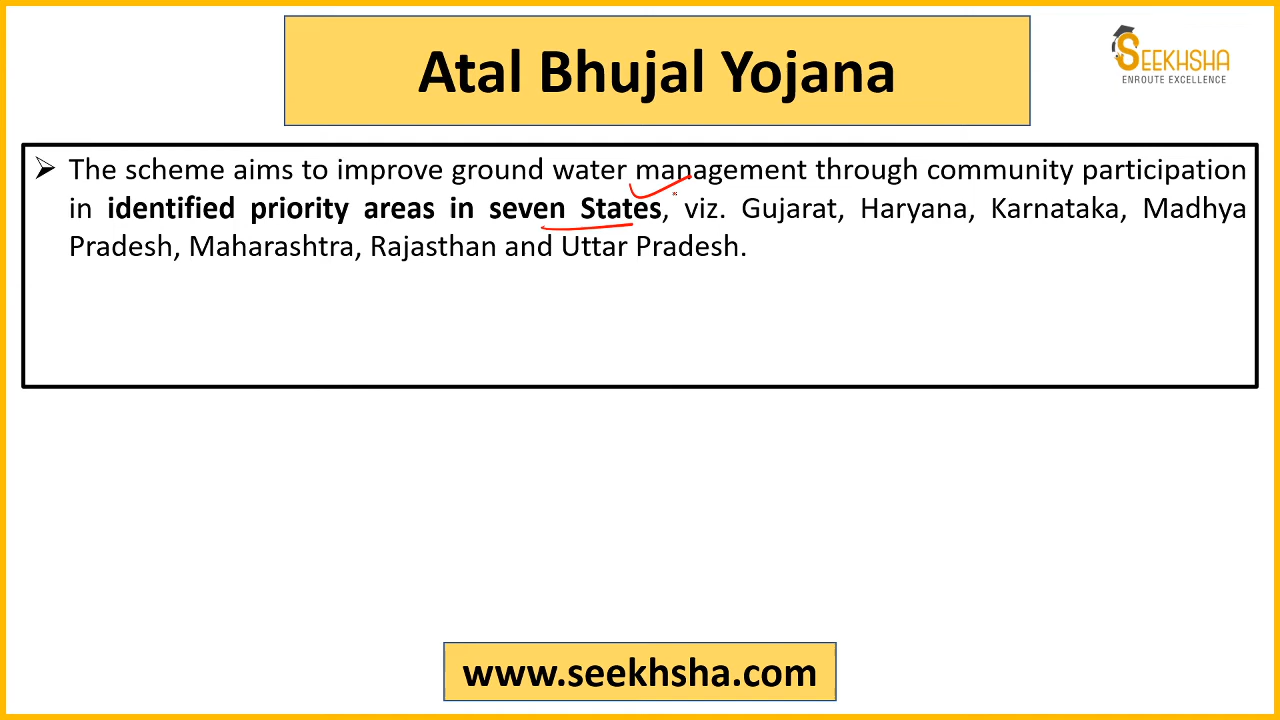 Atal Bhujal Yojana
SEEKHSHA
ENROUTE EXCELLENCE
➢ The scheme aims to improve ground water management through community participation
in identified priority areas in seven States, viz. Gujarat, Haryana, Karnataka, Madhya
Pradesh, Maharashtra, Rajasthan and Uttar Pradesh.
www.seekhsha.com